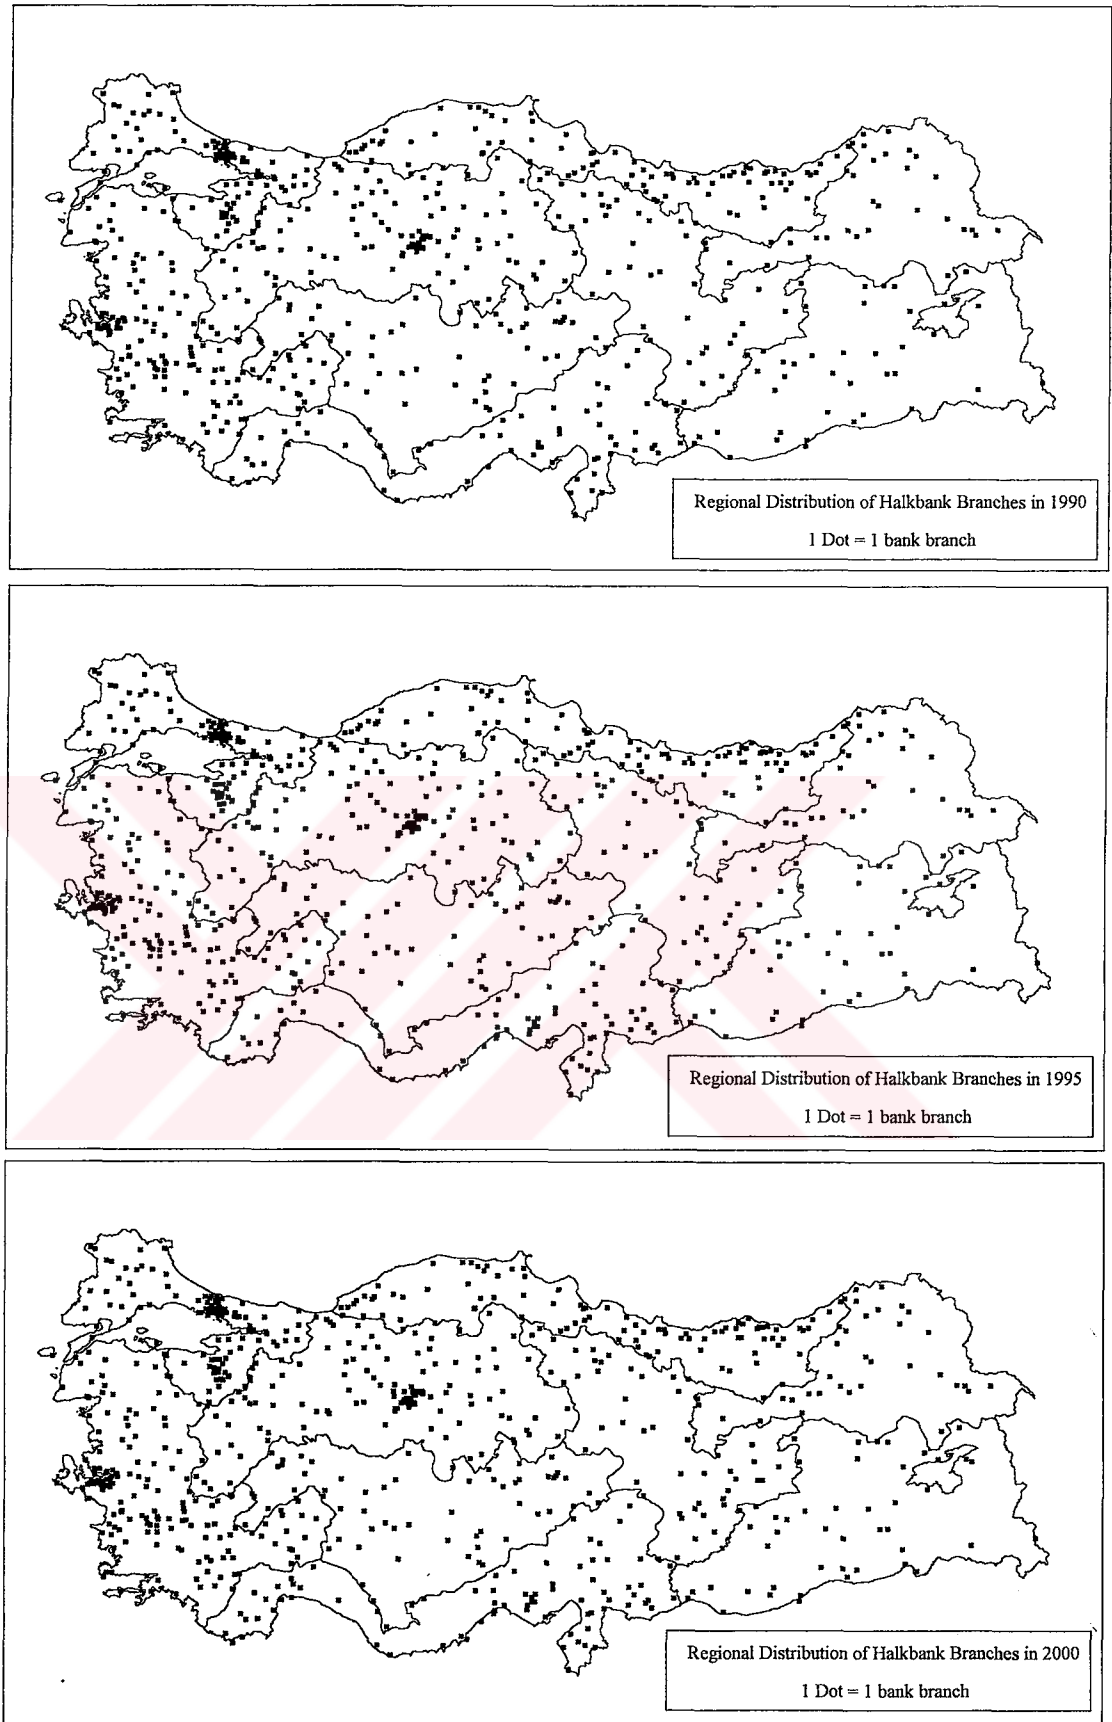 Regional Distribution of Halkbank Branches in 1990
1 Dot = 1 bank branch
Regional Distribution of Halkbank Branches in 1995
1 Dot = 1 bank branch
Regional Distribution of Halkbank Branches in 2000
1 Dot = 1 bank branch